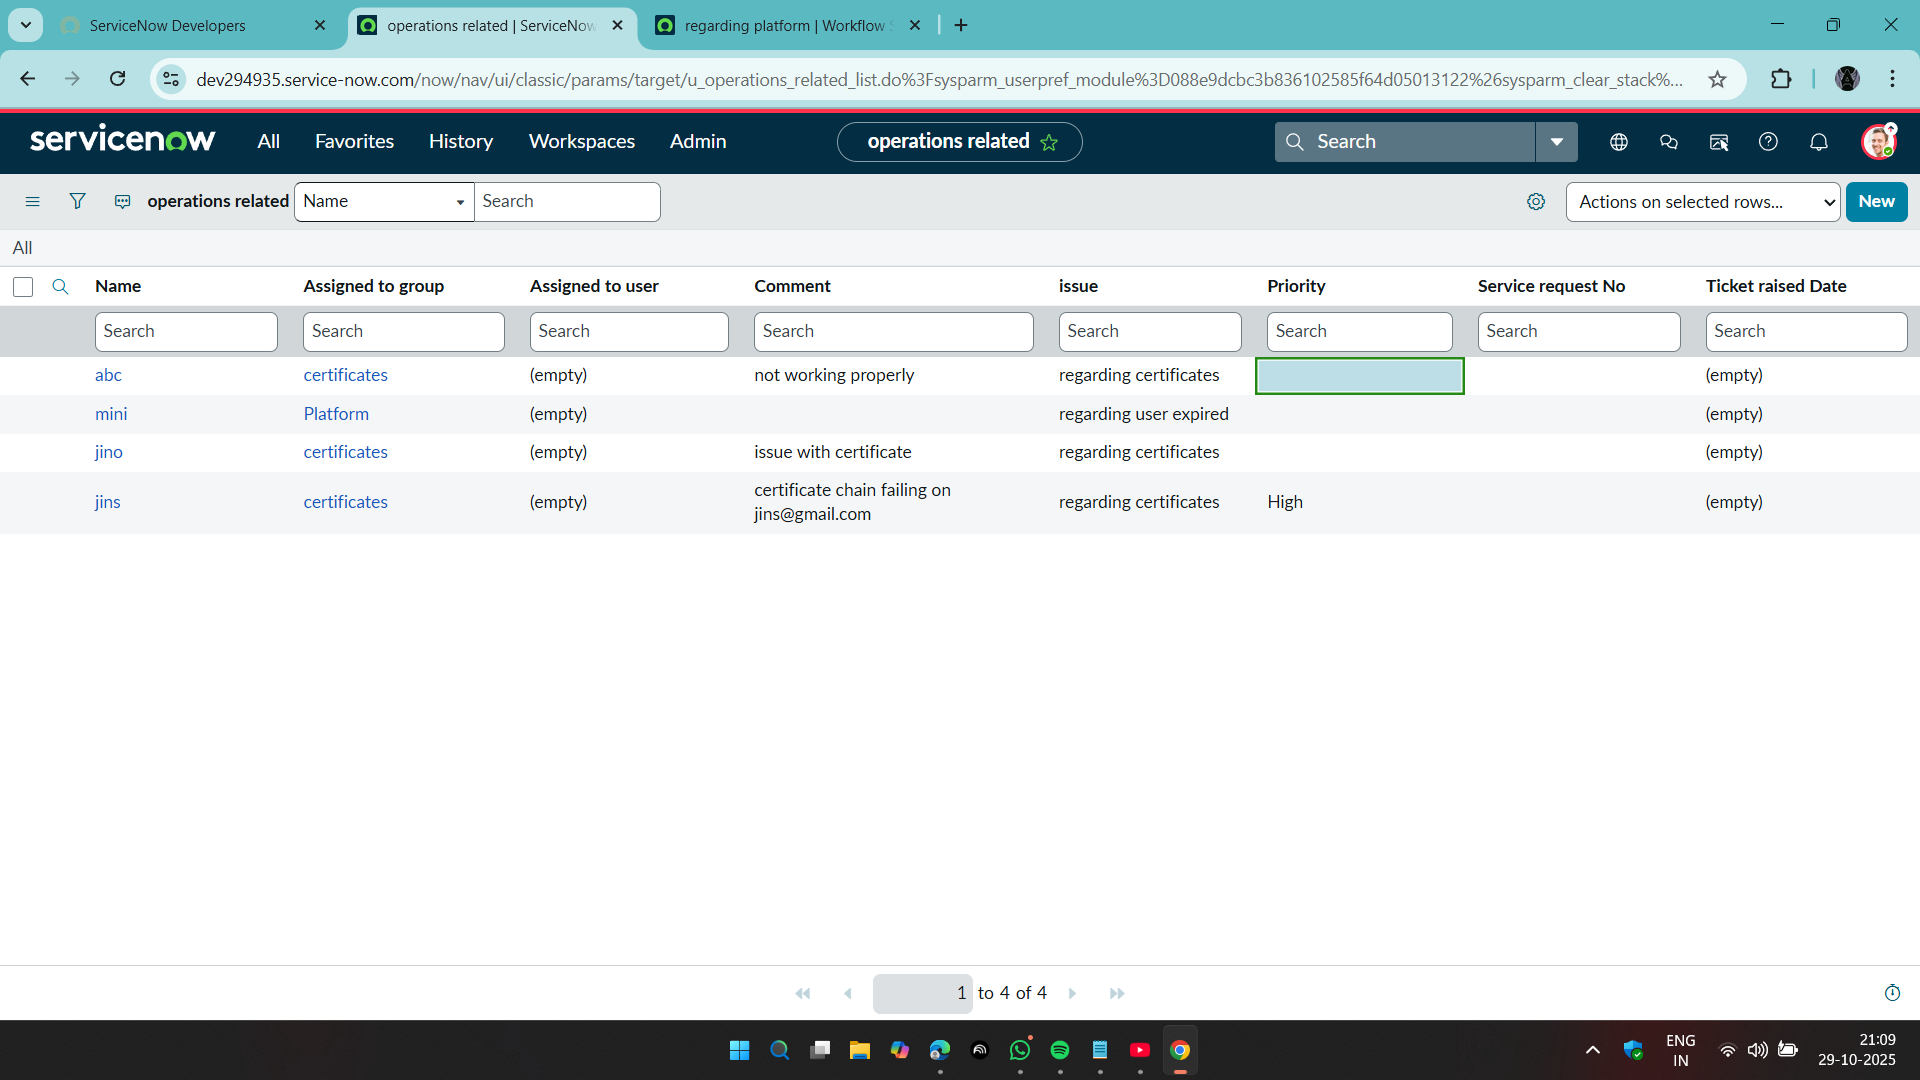 ServiceNow Developers
operations related | ServiceNow
regarding platform | Workflow S
dev294935.service-now.com/now/nav/ui/classic/params/target/u_operations_related_list.do%3Fsysparm_userpref_module%3D088e9dcbc3b836102585f64d05013122%26sysparm_clear_stack%...
servicenow All Favorites History Workspaces Admin operations related Search
operations related Name Search Actions on selected rows... New
All
Name Assigned to group Assigned to user Comment issue Priority Service request No Ticket raised Date
Search Search Search Search Search Search Search Search
abc certificates (empty) not working properly regarding certificates (empty)
mini Platform (empty) regarding user expired (empty)
jino certificates (empty) issue with certificate regarding certificates (empty)
jins certificates (empty) certificate chain failing on jins@gmail.com regarding certificates High (empty)
1 to 4 of 4
ENG
IN
21:09
29-10-2025